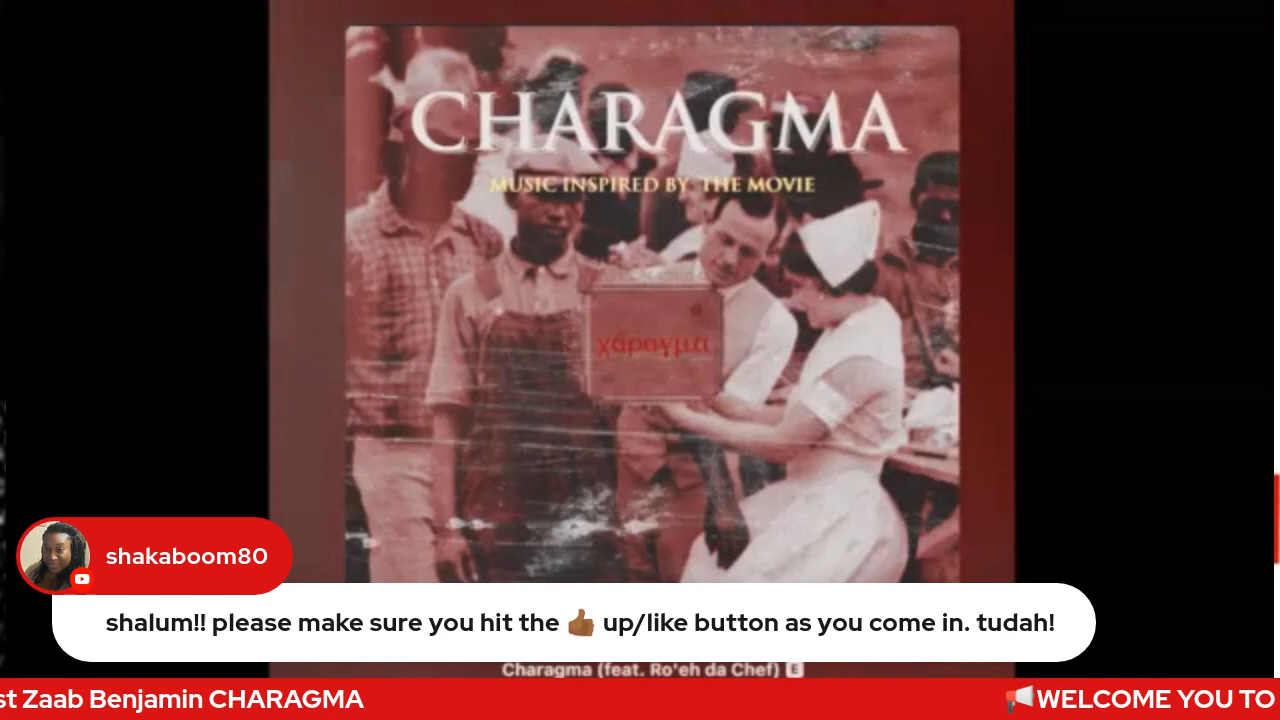 CHARAGMA
MUSIC INSPIRED BY THE MOVIE
χάραγμα
shakaboom80
shalum!! please make sure you hit the 👍🏾 up/like button as you come in. tudah!
Charagma (feat. Ro'eh da Chef) E
st Zaab Benjamin CHARAGMA 📢WELCOME YOU TO